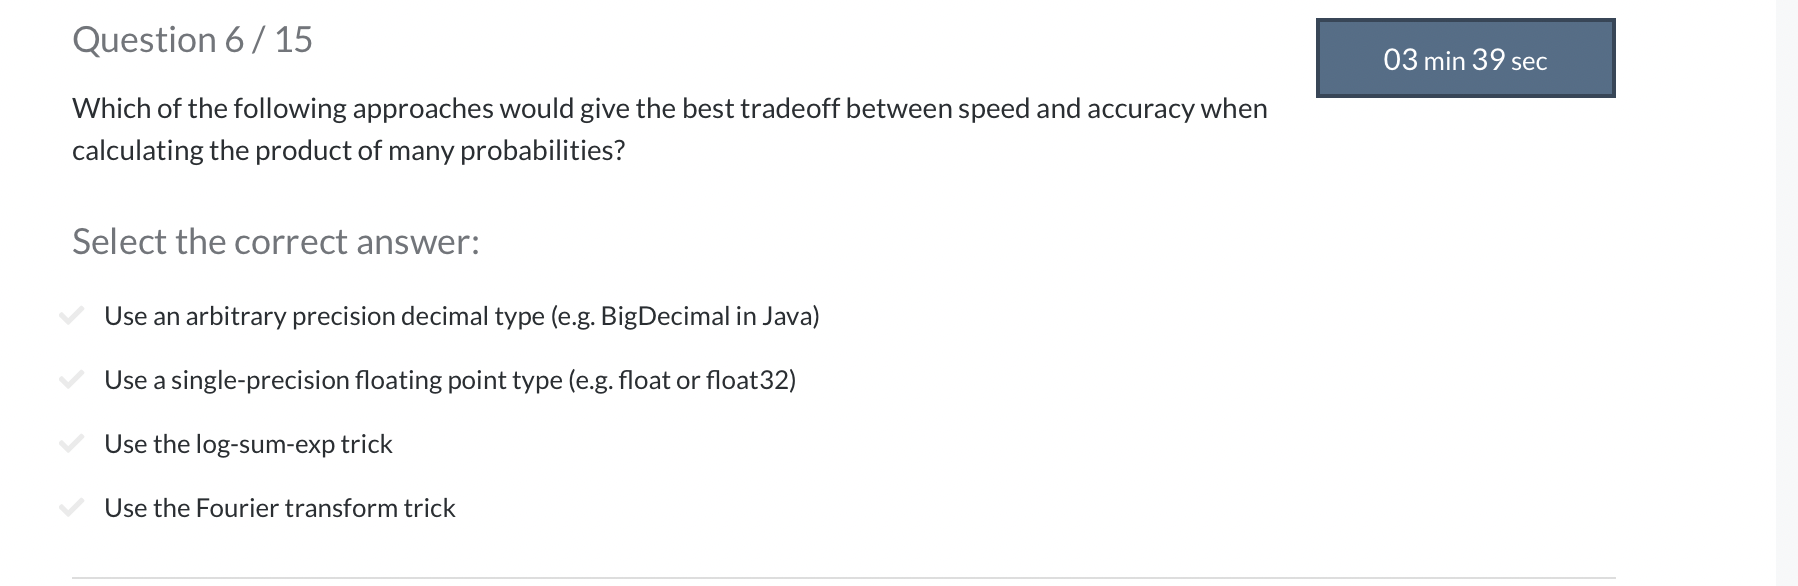 Question 6 / 15
03 min 39 sec
Which of the following approaches would give the best tradeoff between speed and accuracy when
calculating the product of many probabilities?
Select the correct answer:
Use an arbitrary precision decimal type (e.g. BigDecimal in Java)
Use a single-precision floating point type (e.g. float or float32)
Use the log-sum-exp trick
Use the Fourier transform trick